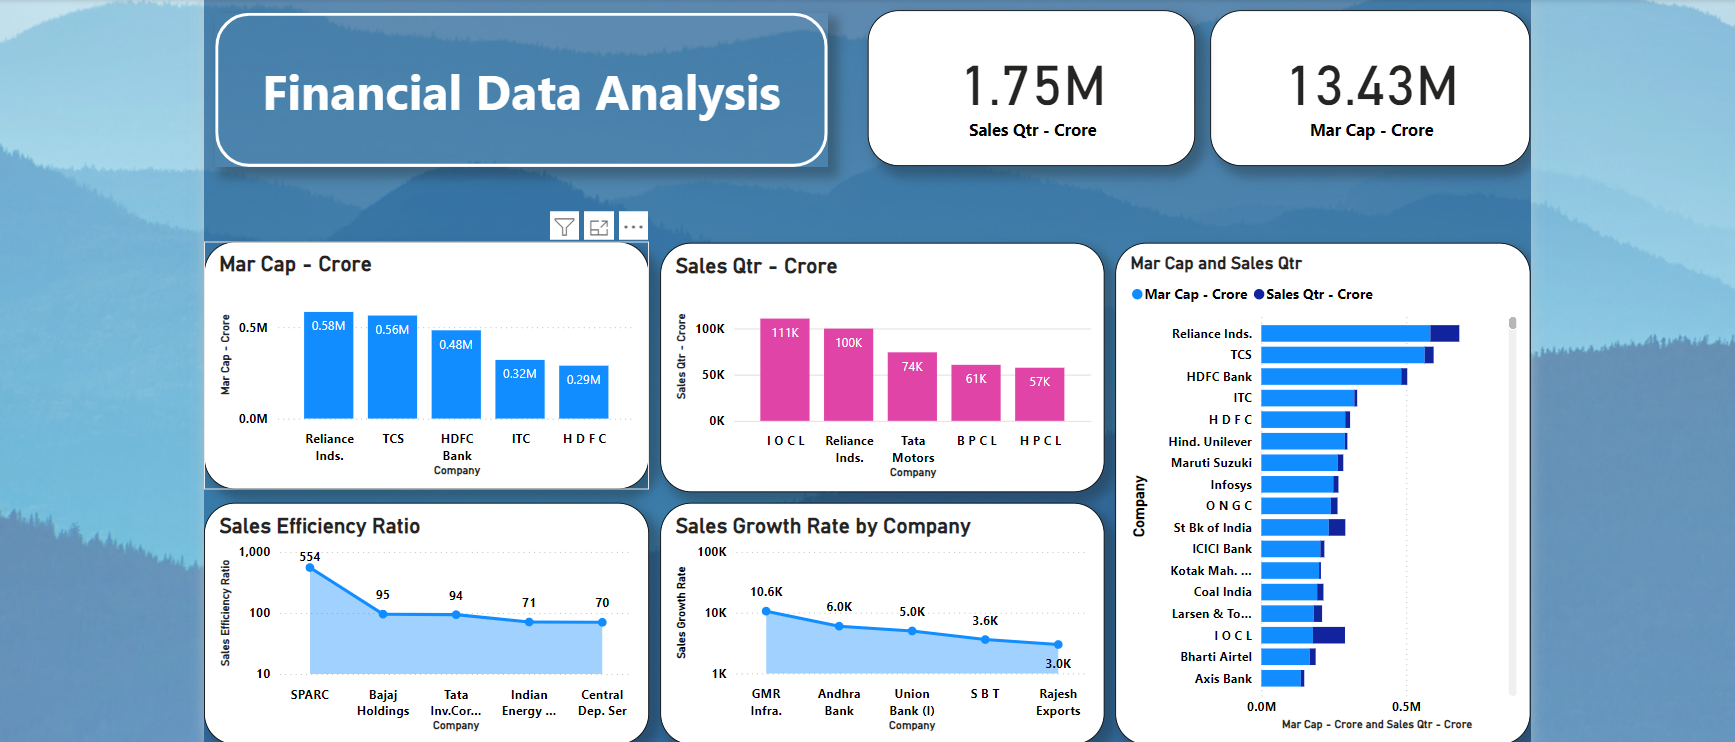 Financial Data Analysis
1.75M
Sales Qtr - Crore
13.43M
Mar Cap - Crore
Mar Cap - Crore
Mar Cap - Crore
0.5M
0.0M
0.58M
0.56M
0.48M
0.32M
0.29M
Reliance Inds.
TCS
HDFC Bank
ITC
H D F C
Company
Sales Qtr - Crore
Sales Qtr - Crore
100K
50K
0K
111K
100K
74K
61K
57K
I O C L
Reliance Inds.
Tata Motors
B P C L
H P C L
Company
Mar Cap and Sales Qtr
Mar Cap - Crore Sales Qtr - Crore
Company
Reliance Inds.
TCS
HDFC Bank
ITC
H D F C
Hind. Unilever
Maruti Suzuki
Infosys
O N G C
St Bk of India
ICICI Bank
Kotak Mah. ...
Coal India
Larsen & To...
I O C L
Bharti Airtel
Axis Bank
0.0M
0.5M
Mar Cap - Crore and Sales Qtr - Crore
Sales Efficiency Ratio
Sales Efficiency Ratio
1,000
100
10
554
95
94
71
70
SPARC
Bajaj Holdings
Tata Inv.Cor...
Indian Energy ...
Central Dep. Ser
Company
Sales Growth Rate by Company
Sales Growth Rate
100K
10K
1K
10.6K
6.0K
5.0K
3.6K
3.0K
GMR Infra.
Andhra Bank
Union Bank (I)
S B T
Rajesh Exports
Company